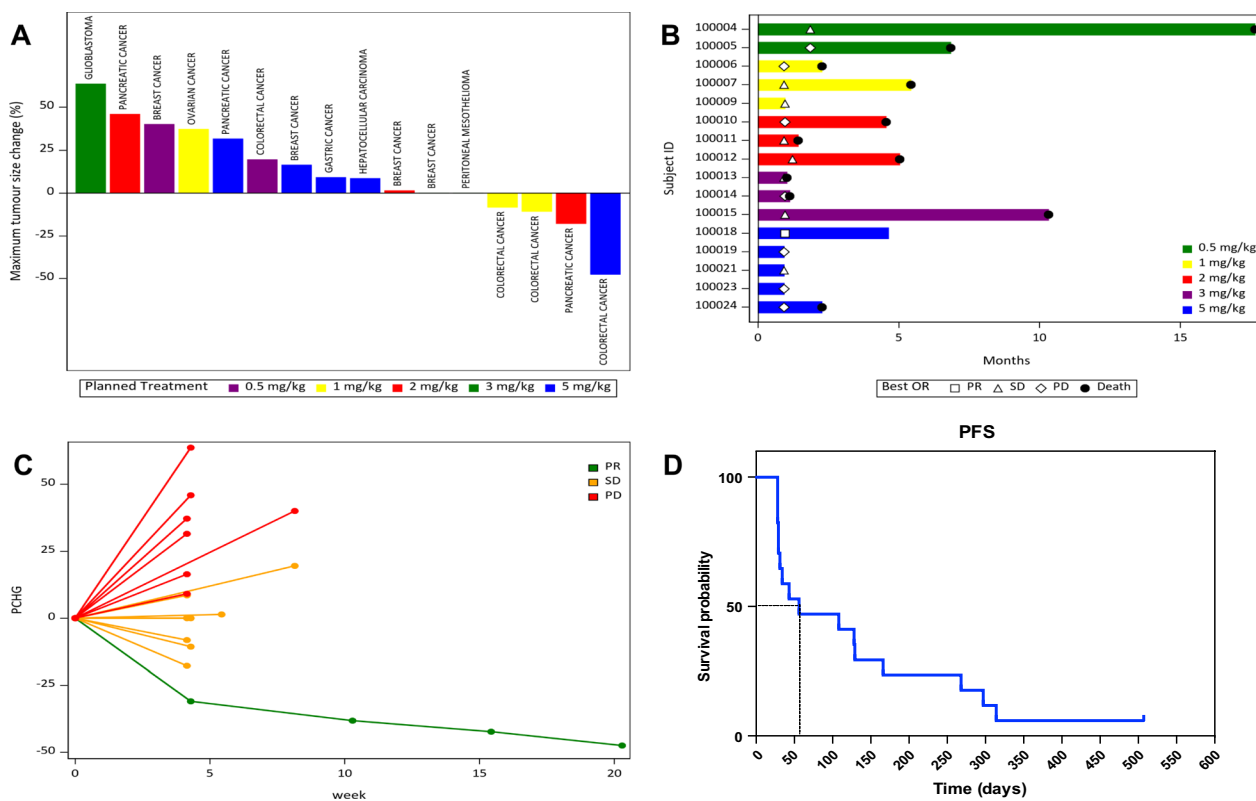 A
Maximum tumour size change (%)
50
25
0
-25
-50
GLIOBLASTOMA
PANCREATIC CANCER
BREAST CANCER
OVARIAN CANCER
PANCREATIC CANCER
COLORECTAL CANCER
BREAST CANCER
GASTRIC CANCER
HEPATOCELLULAR CARCINOMA
BREAST CANCER
BREAST CANCER
PERITONEAL MESOTHELIOMA
COLORECTAL CANCER
COLORECTAL CANCER
PANCREATIC CANCER
COLORECTAL CANCER
Planned Treatment 0.5 mg/kg 1 mg/kg 2 mg/kg 3 mg/kg 5 mg/kg
B
Subject ID
100004
100005
100006
100007
100009
100010
100011
100012
100013
100014
100015
100018
100019
100021
100023
100024
0.5 mg/kg
1 mg/kg
2 mg/kg
3 mg/kg
5 mg/kg
0 5 10 15
Months
Best OR PR SD PD Death
C
PCHG
50
25
0
-25
-50
PR
SD
PD
0 5 10 15 20
week
PFS
D
Survival probability
100
50
0
0 50 100 150 200 250 300 350 400 450 500 550 600
Time (days)